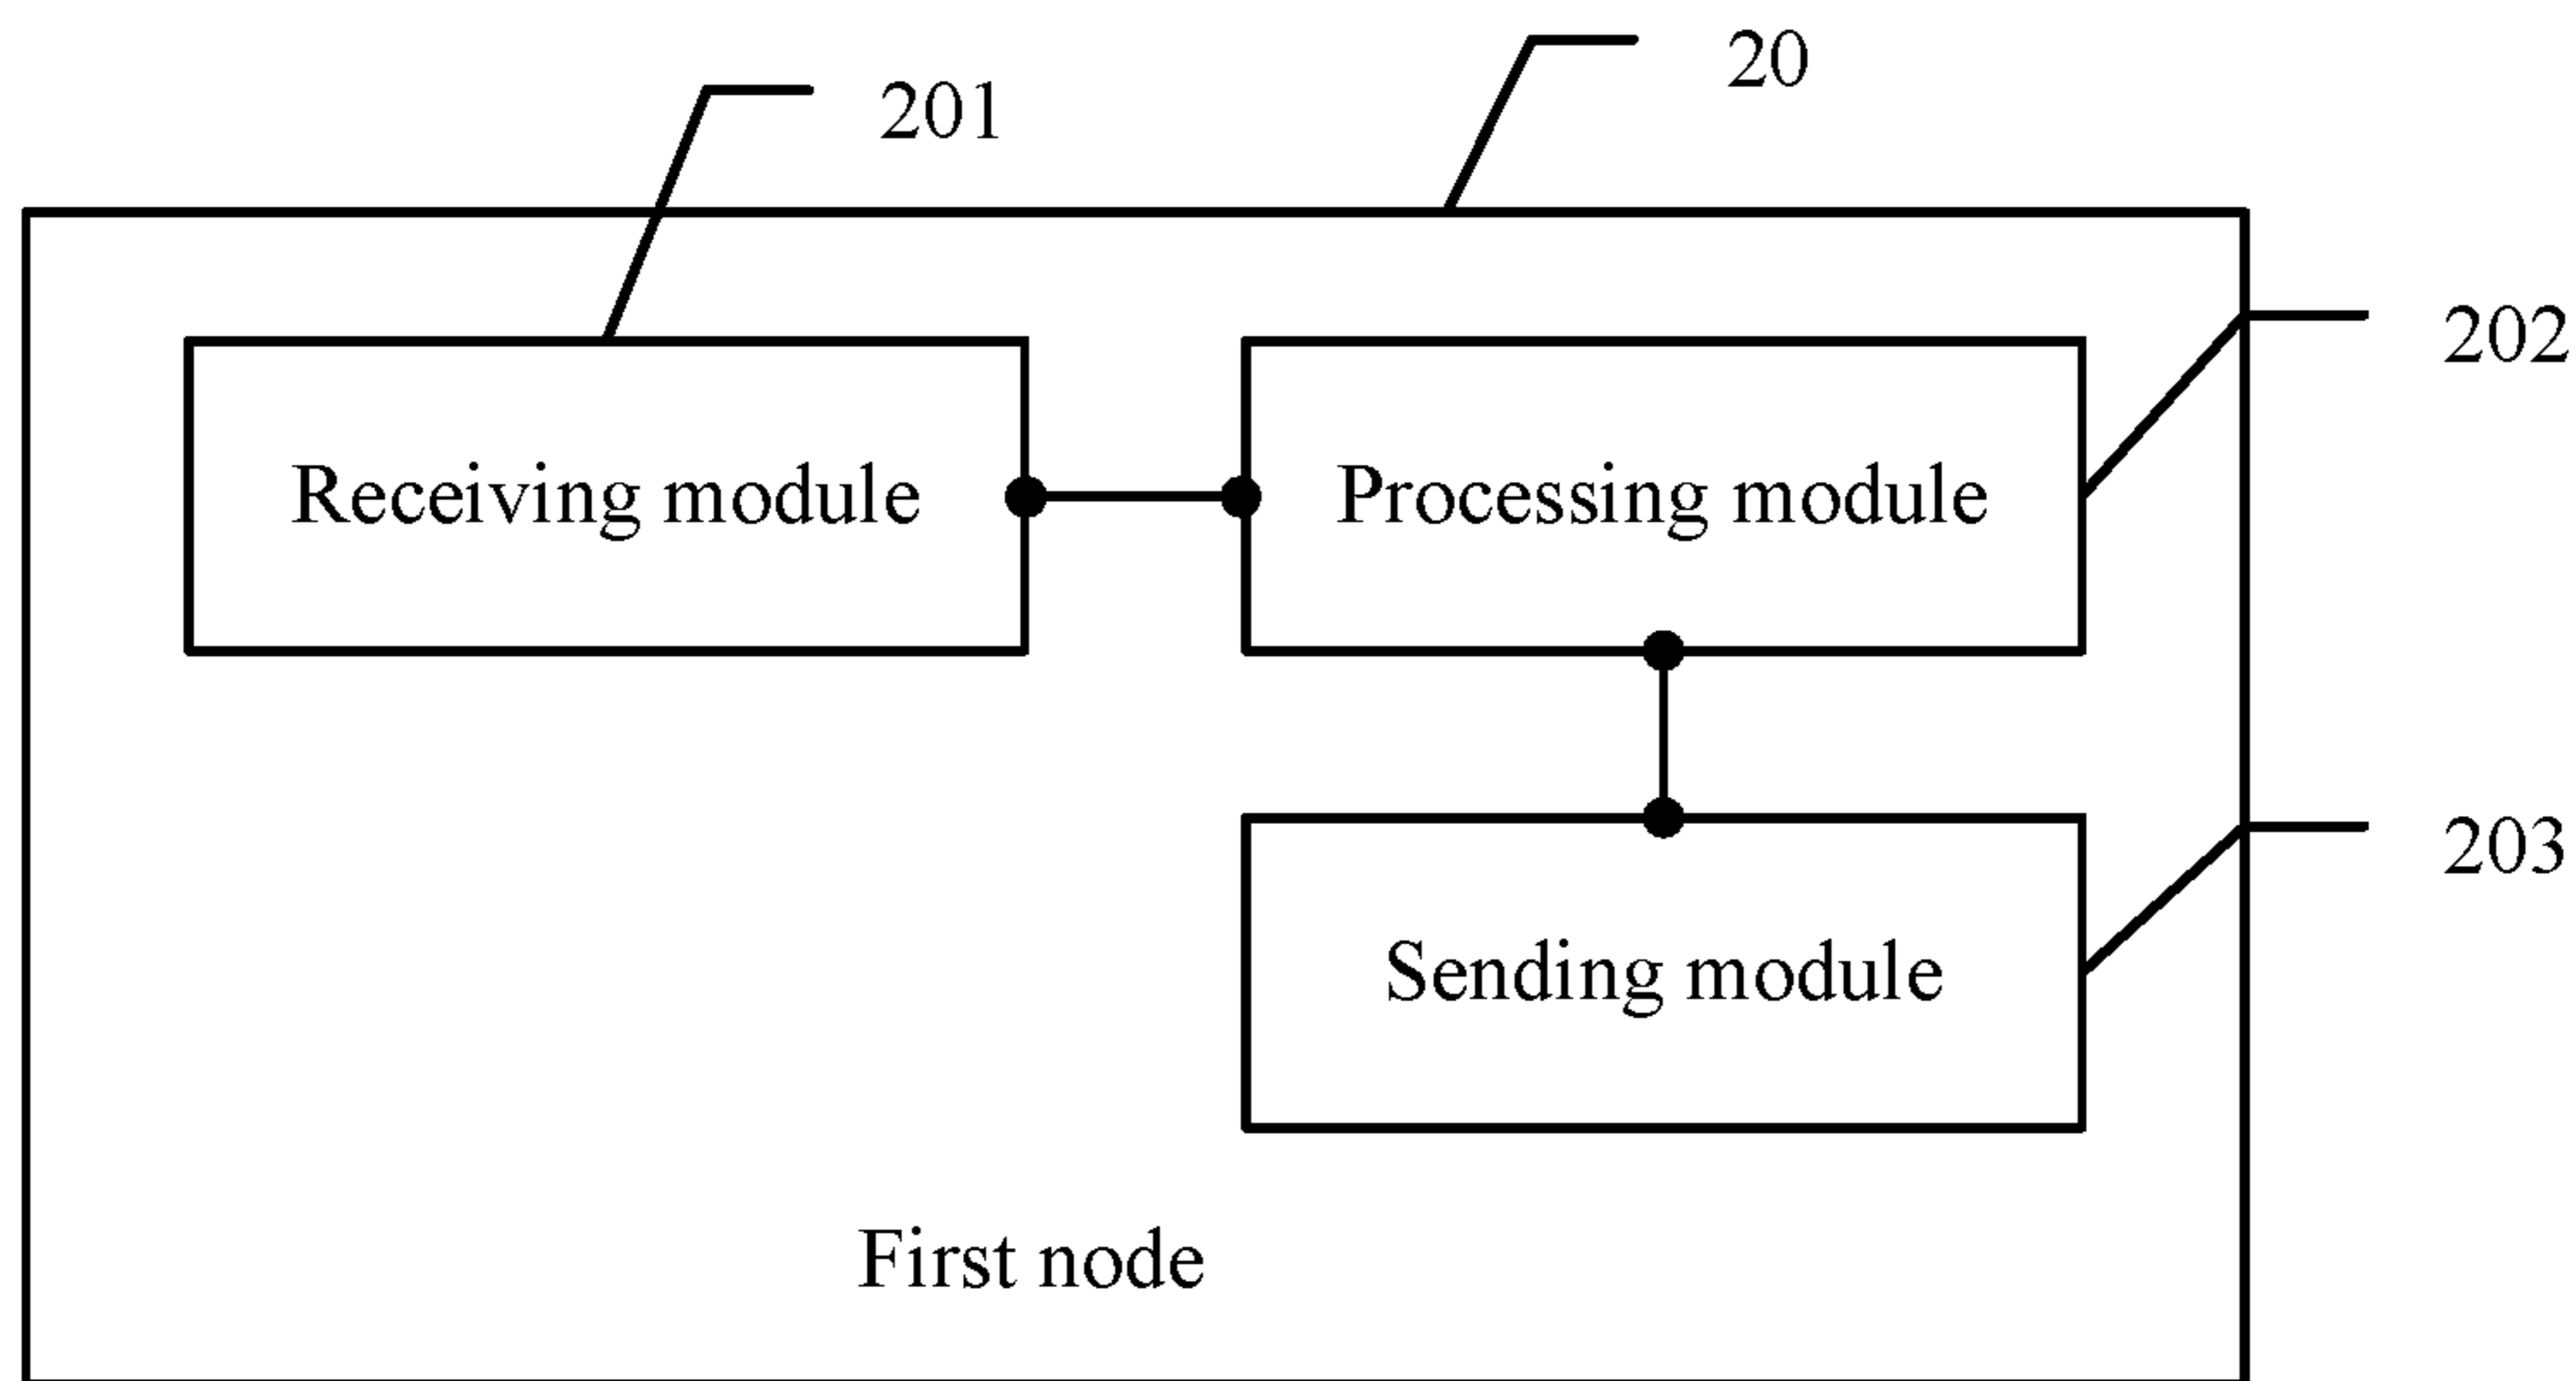 20
201
202
Receiving module
Processing module
203
Sending module
First node